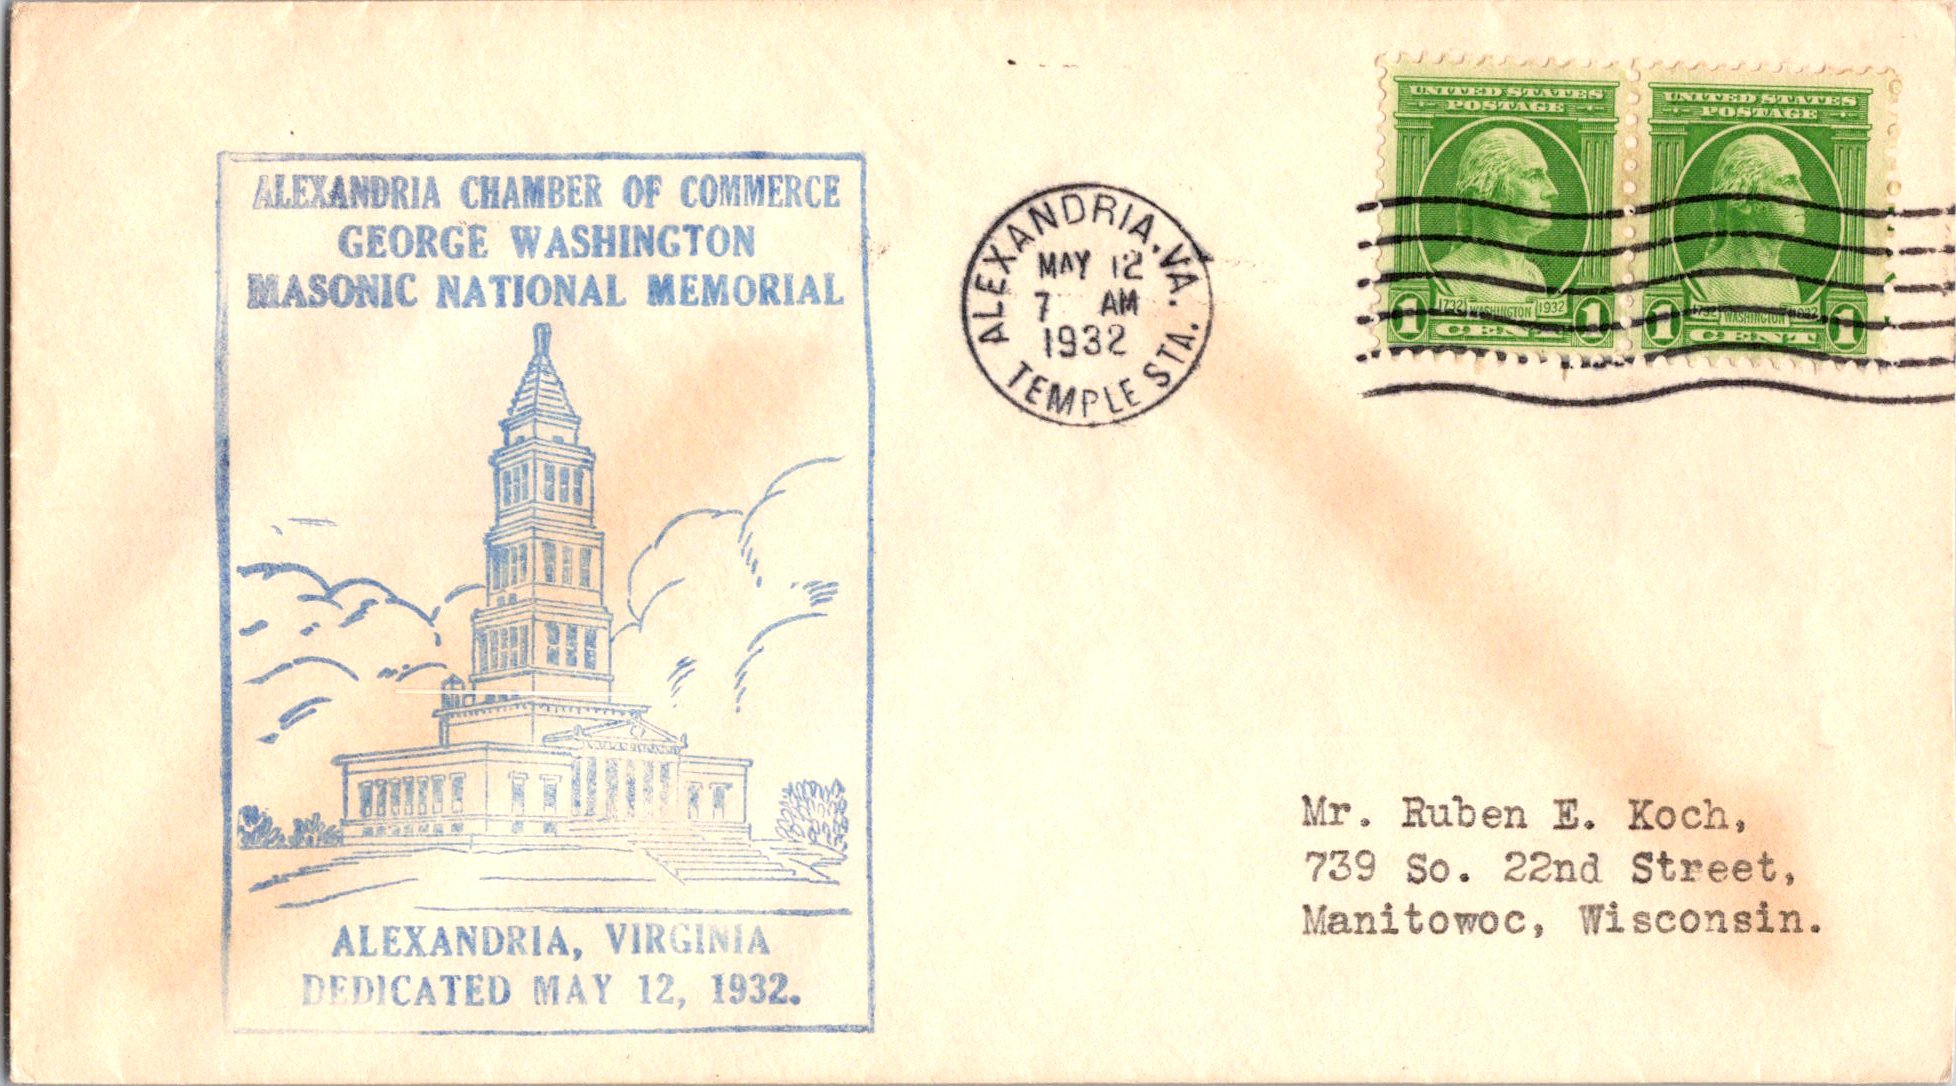 ALEXANDRIA CHAMBER OF COMMERCE
GEORGE WASHINGTON
MASONIC NATIONAL MEMORIAL
ALEXANDRIA, VIRGINIA
DEDICATED MAY 12, 1932.
ALEXANDRIA, VA.
MAY 12
7 AM
1932
TEMPLE STA.
UNITED STATES
POSTAGE
1732 WASHINGTON 1932
1 1
CENT
UNITED STATES
POSTAGE
1732 WASHINGTON 1932
1 1
CENT
Mr. Ruben E. Koch,
739 So. 22nd Street,
Manitowoc, Wisconsin.